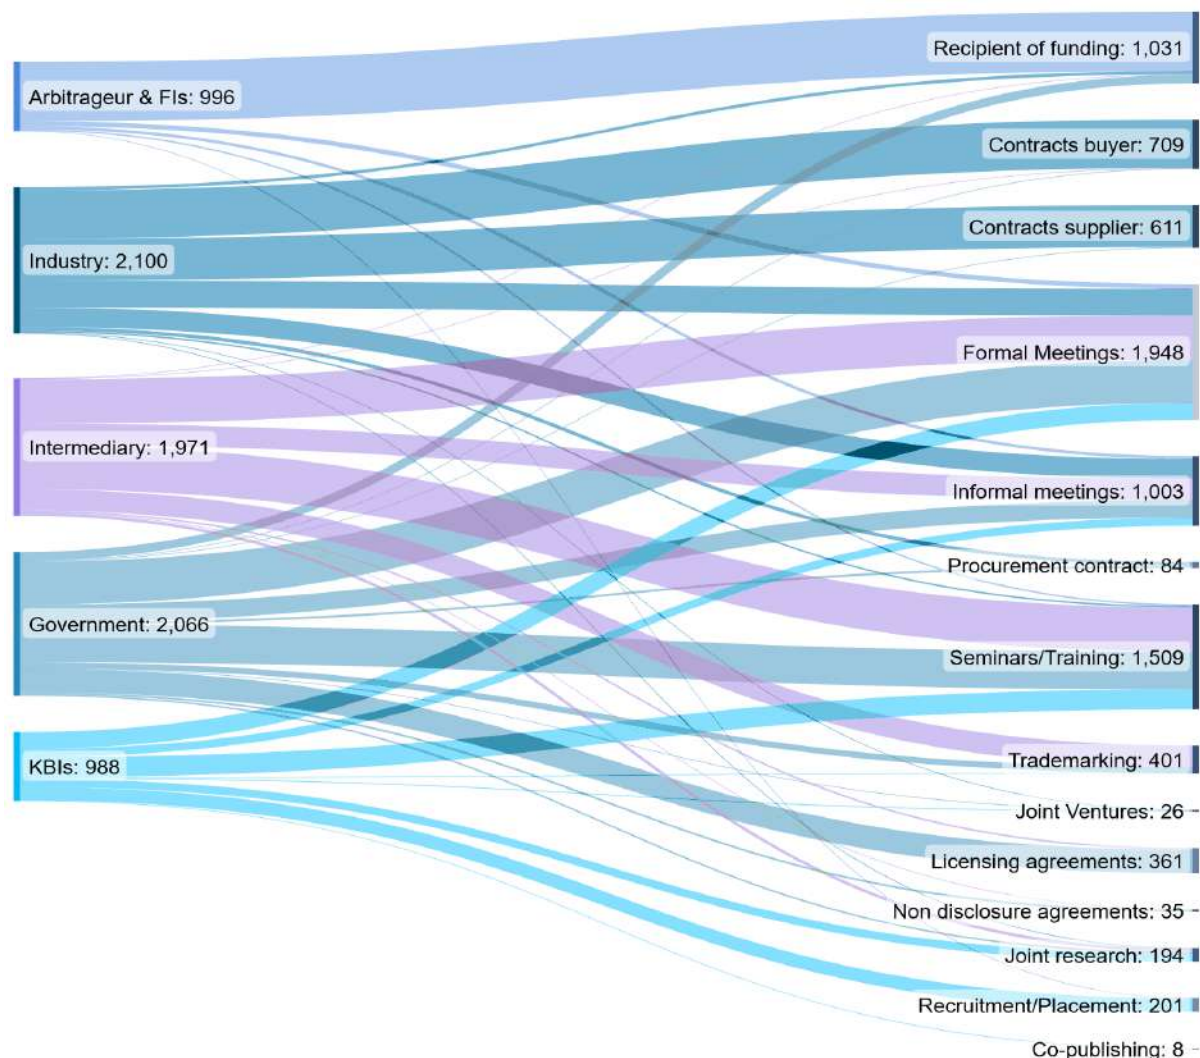 Arbitrageur & FIs: 996
Industry: 2,100
Intermediary: 1,971
Government: 2,066
KBIs: 988
Recipient of funding: 1,031
Contracts buyer: 709
Contracts supplier: 611
Formal Meetings: 1,948
Informal meetings: 1,003
Procurement contract: 84
Seminars/Training: 1,509
Trademarking: 401
Joint Ventures: 26
Licensing agreements: 361
Non disclosure agreements: 35
Joint research: 194
Recruitment/Placement: 201
Co-publishing: 8